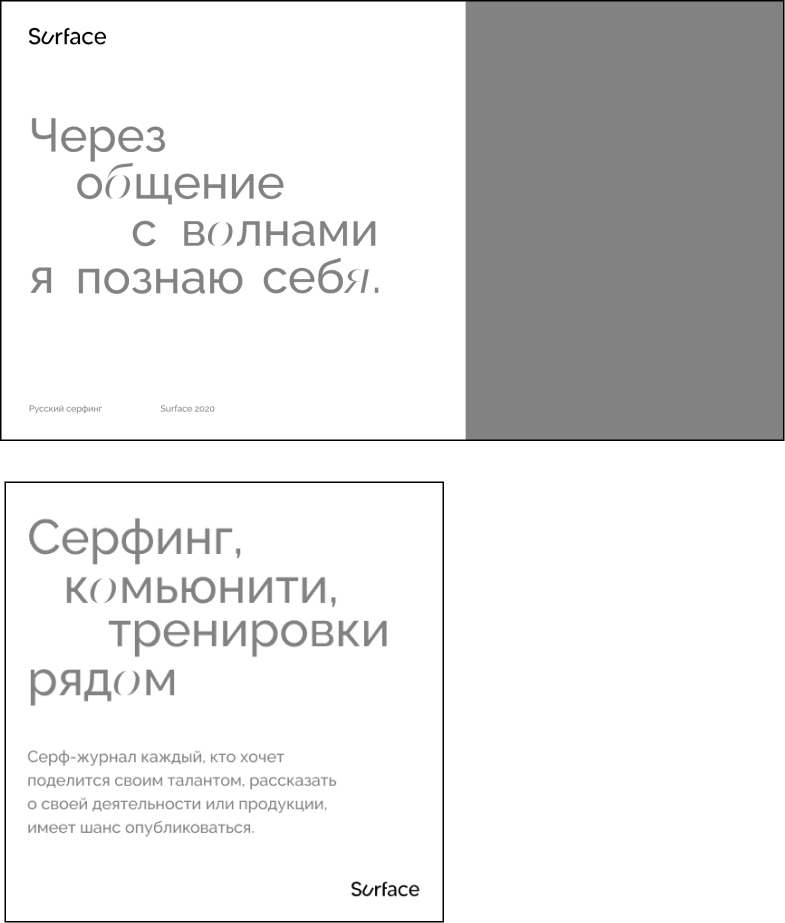 Surface
Через
общение
с волнами
я познаю себя.
Русский серфинг
Surface 2020
Серфинг,
комьюнити,
тренировки
рядом
Серф-журнал каждый, кто хочет
поделится своим талантом, рассказать
о своей деятельности или продукции,
имеет шанс опубликоваться.
Surface